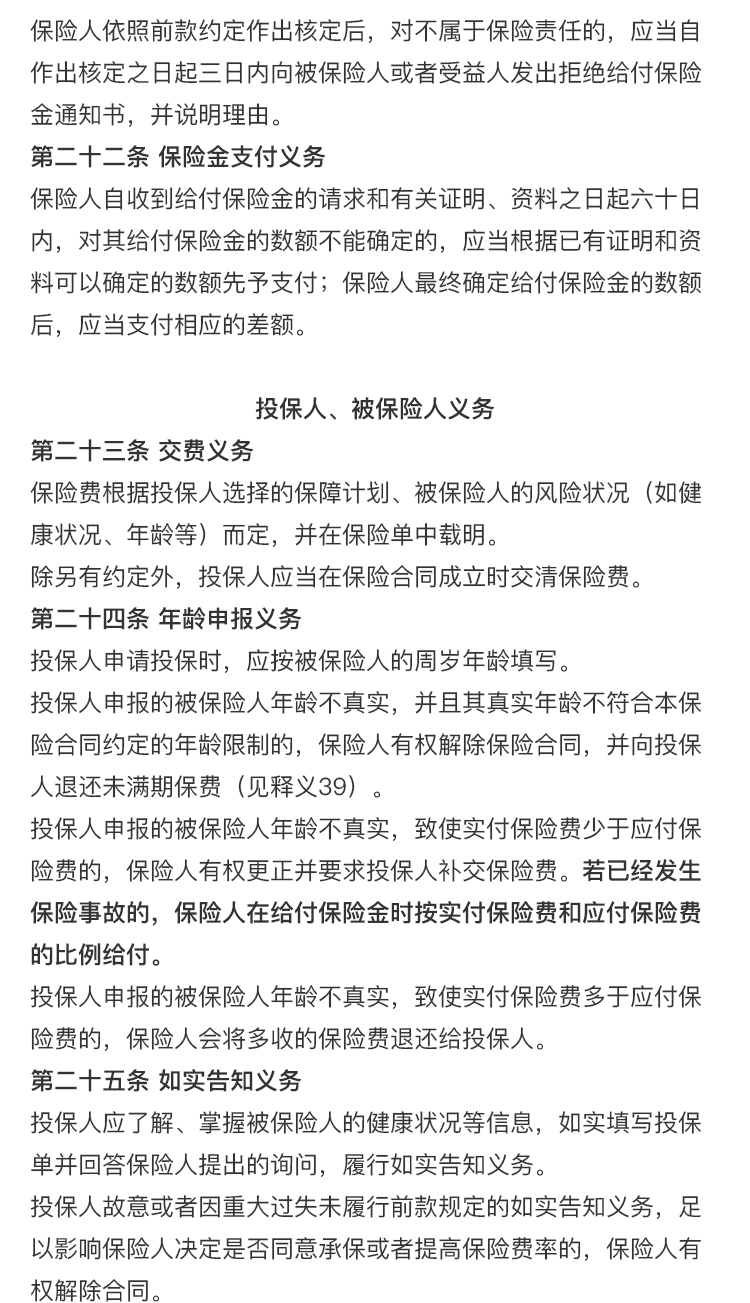 保险人依照前款约定作出核定后，对不属于保险责任的，应当自
作出核定之日起三日内向被保险人或者受益人发出拒绝给付保险
金通知书，并说明理由。
第二十二条 保险金支付义务
保险人自收到给付保险金的请求和有关证明、资料之日起六十日
内，对其给付保险金的数额不能确定的，应当根据已有证明和资
料可以确定的数额先予支付；保险人最终确定给付保险金的数额
后，应当支付相应的差额。
投保人、被保险人义务
第二十三条 交费义务
保险费根据投保人选择的保障计划、被保险人的风险状况（如健
康状况、年龄等）而定，并在保险单中载明。
除另有约定外，投保人应当在保险合同成立时交清保险费。
第二十四条 年龄申报义务
投保人申请投保时，应按被保险人的周岁年龄填写。
投保人申报的被保险人年龄不真实，并且其真实年龄不符合本保
险合同约定的年龄限制的，保险人有权解除保险合同，并向投保
人退还未满期保费（见释义39）。
投保人申报的被保险人年龄不真实，致使实付保险费少于应付保
险费的，保险人有权更正并要求投保人补交保险费。若已经发生
保险事故的，保险人在给付保险金时按实付保险费和应付保险费
的比例给付。
投保人申报的被保险人年龄不真实，致使实付保险费多于应付保
险费的，保险人会将多收的保险费退还给投保人。
第二十五条 如实告知义务
投保人应了解、掌握被保险人的健康状况等信息，如实填写投保
单并回答保险人提出的询问，履行如实告知义务。
投保人故意或者因重大过失未履行前款规定的如实告知义务，足
以影响保险人决定是否同意承保或者提高保险费率的，保险人有
权解除合同。